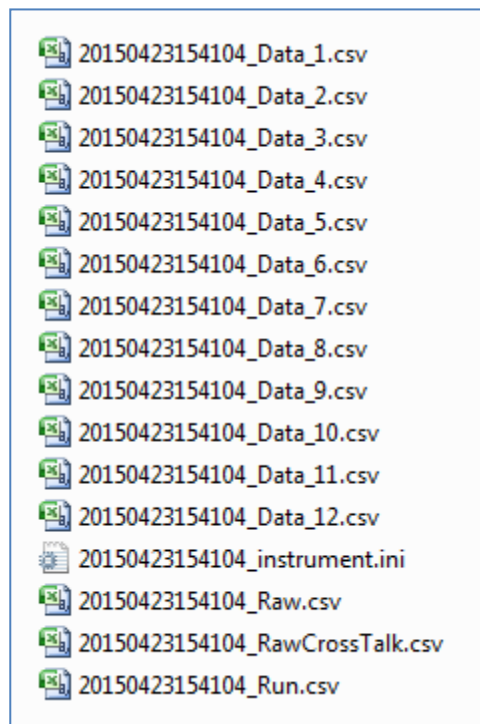 20150423154104_Data_1.csv
20150423154104_Data_2.csv
20150423154104_Data_3.csv
20150423154104_Data_4.csv
20150423154104_Data_5.csv
20150423154104_Data_6.csv
20150423154104_Data_7.csv
20150423154104_Data_8.csv
20150423154104_Data_9.csv
20150423154104_Data_10.csv
20150423154104_Data_11.csv
20150423154104_Data_12.csv
20150423154104_instrument.ini
20150423154104_Raw.csv
20150423154104_RawCrossTalk.csv
20150423154104_Run.csv